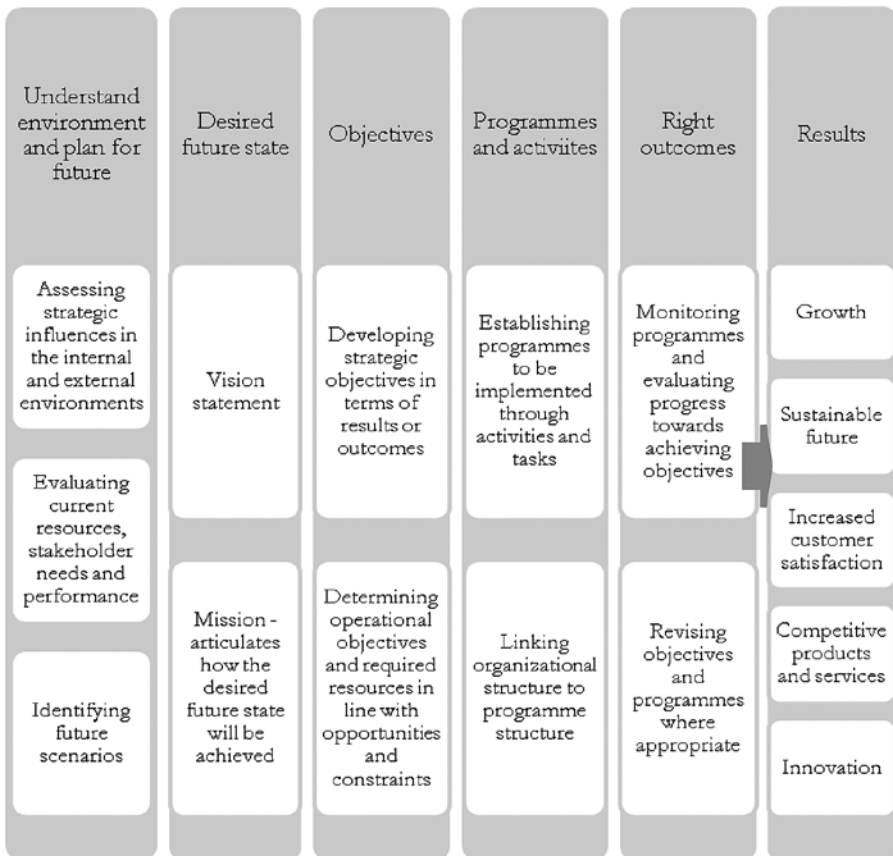 Understand
environment
and plan for
future
Assessing
strategic
influences in
the internal
and external
environments
Evaluating
current
resources,
stakeholder
needs and
performance
Identifying
future
scenarios
Desired
future state
Vision
statement
Mission -
articulates
how the
desired
future state
will be
achieved
Objectives
Developing
strategic
objectives in
terms of
results or
outcomes
Determining
operational
objectives
and required
resources in
line with
opportunities
and
constraints
Programmes
and activiites
Establishing
programmes
to be
implemented
through
activities and
tasks
Linking
organizational
structure to
programme
structure
Right
outcomes
Monitoring
programmes
and
evaluating
progress
towards
achieving
objectives
Revising
objectives
and
programmes
where
appropriate
Results
Growth
Sustainable
future
Increased
customer
satisfaction
Competitive
products
and services
Innovation